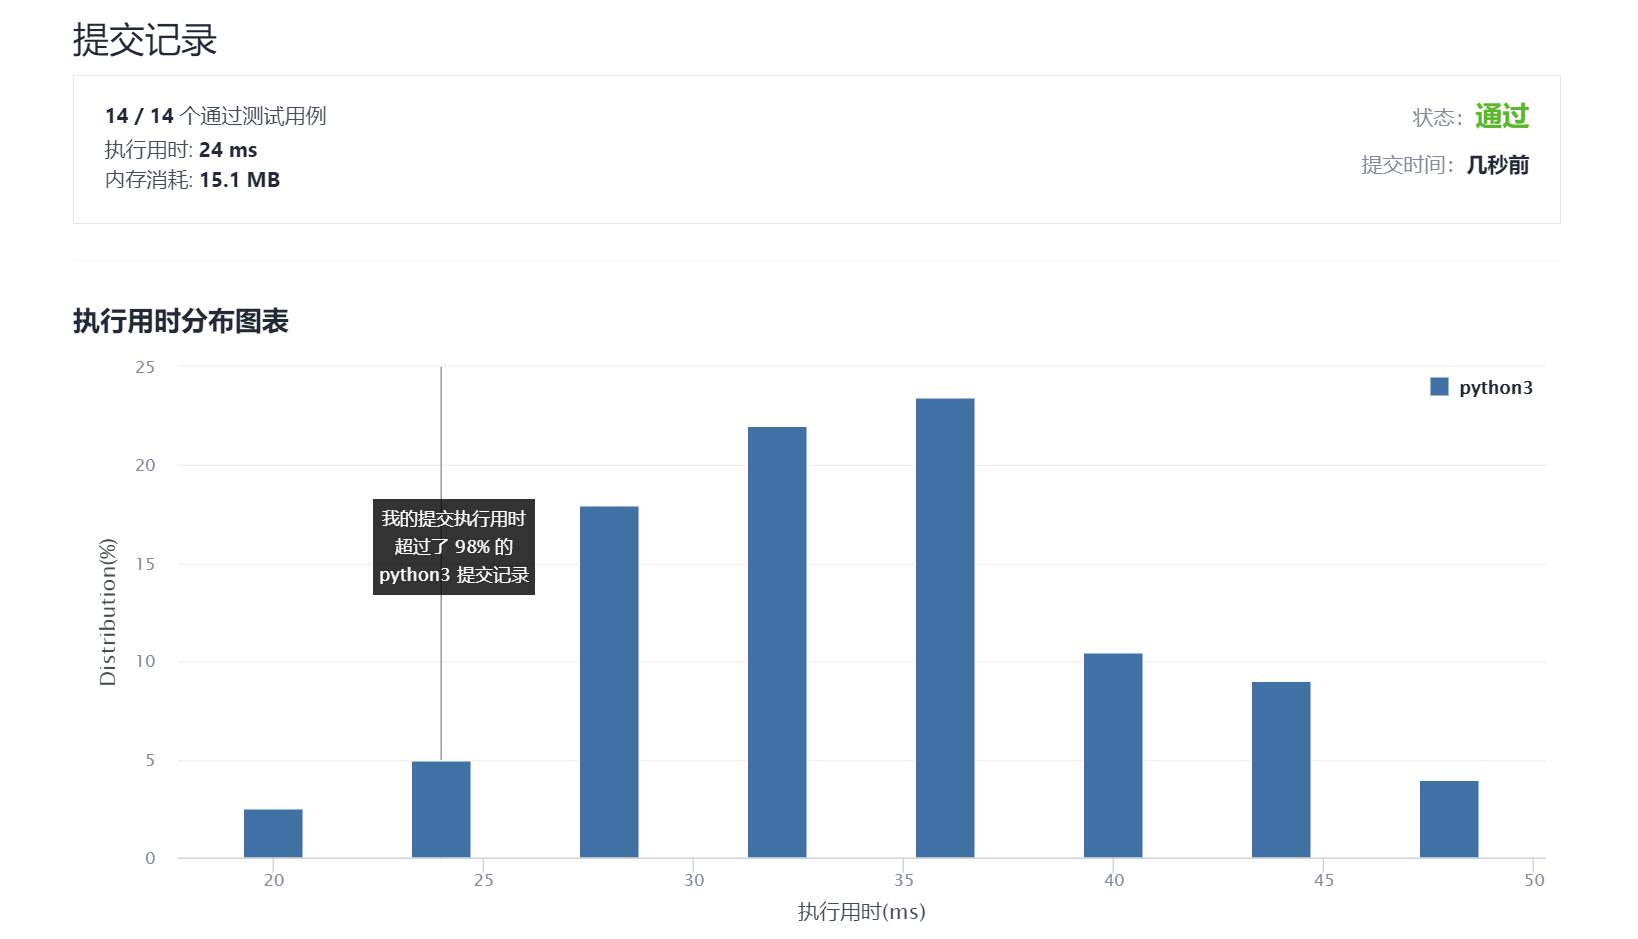 提交记录
14 / 14 个通过测试用例
状态：通过
执行用时: 24 ms
提交时间：几秒前
内存消耗: 15.1 MB
执行用时分布图表
25
20
15
10
5
0
Distribution(%)
python3
我的提交执行用时
超过了 98% 的
python3 提交记录
20 25 30 35 40 45 50
执行用时(ms)